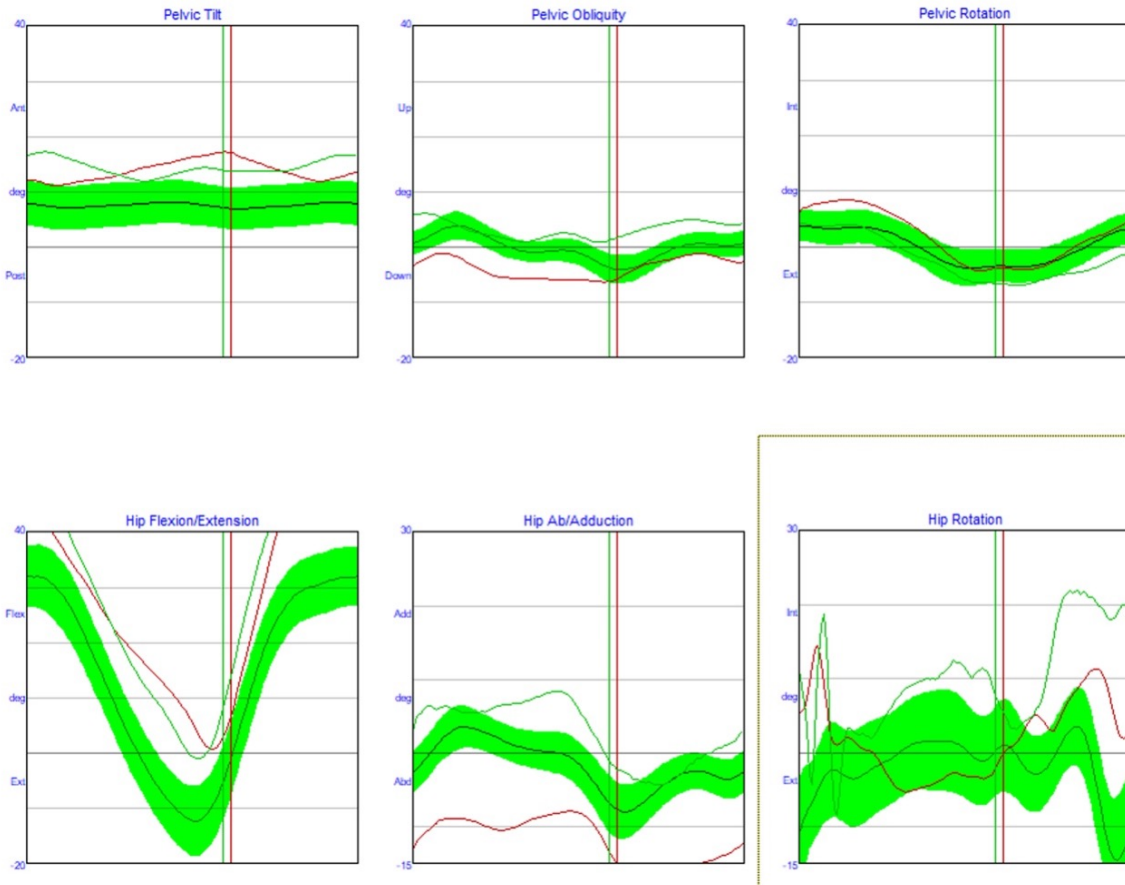 Pelvic Tilt
40
Ant
deg
Post
-20
Pelvic Obliquity
40
Up
deg
Down
-20
Pelvic Rotation
40
Int
deg
Ext
-20
Hip Flexion/Extension
40
Flex
deg
Ext
-20
Hip Ab/Adduction
30
Add
deg
Abd
-15
Hip Rotation
30
Int
deg
Ext
-15